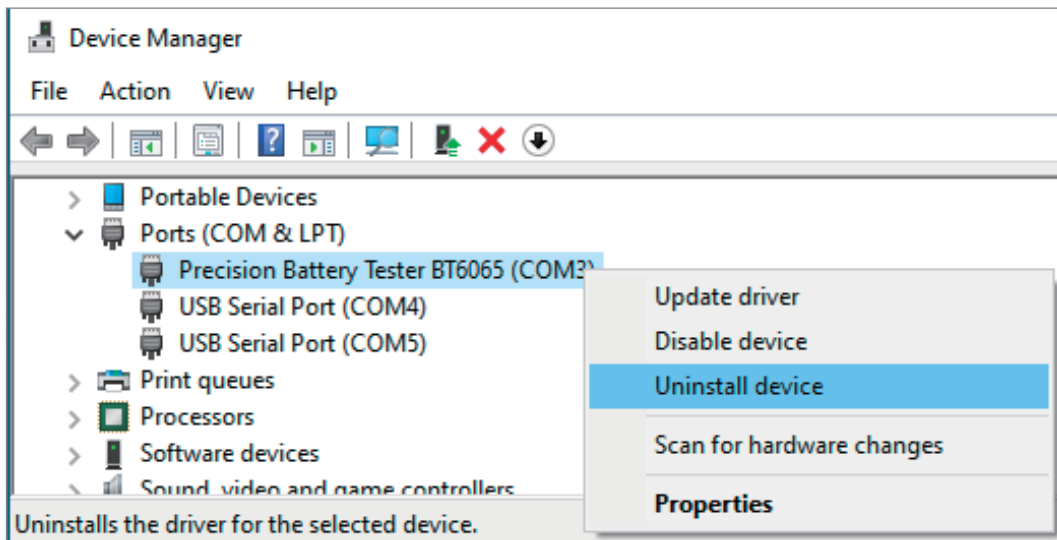 Device Manager
File Action View Help
Portable Devices
Ports (COM & LPT)
Precision Battery Tester BT6065 (COM3)
USB Serial Port (COM4)
USB Serial Port (COM5)
Print queues
Processors
Software devices
Sound, video and game controllers
Update driver
Disable device
Uninstall device
Scan for hardware changes
Properties
Uninstalls the driver for the selected device.